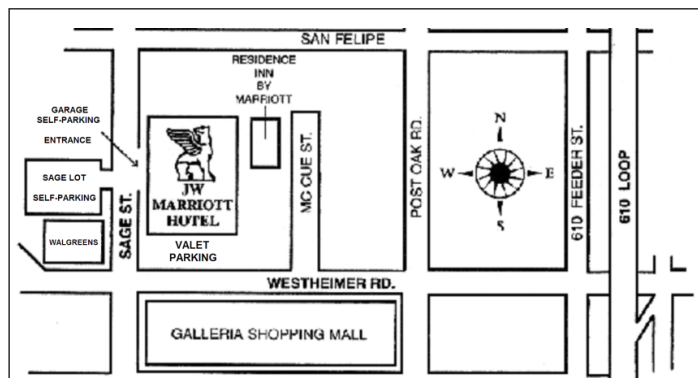 SAN FELIPE
RESIDENCE
INN
BY
MARRIOTT
GARAGE
SELF-PARKING
ENTRANCE
SAGE LOT
SELF-PARKING
WALGREENS
SAGE ST.
JW
MARRIOTT
HOTEL
VALET
PARKING
MC CUE ST.
POST OAK RD.
N
W
E
S
610 FEEDER ST.
610 LOOP
WESTHEIMER RD.
GALLERIA SHOPPING MALL